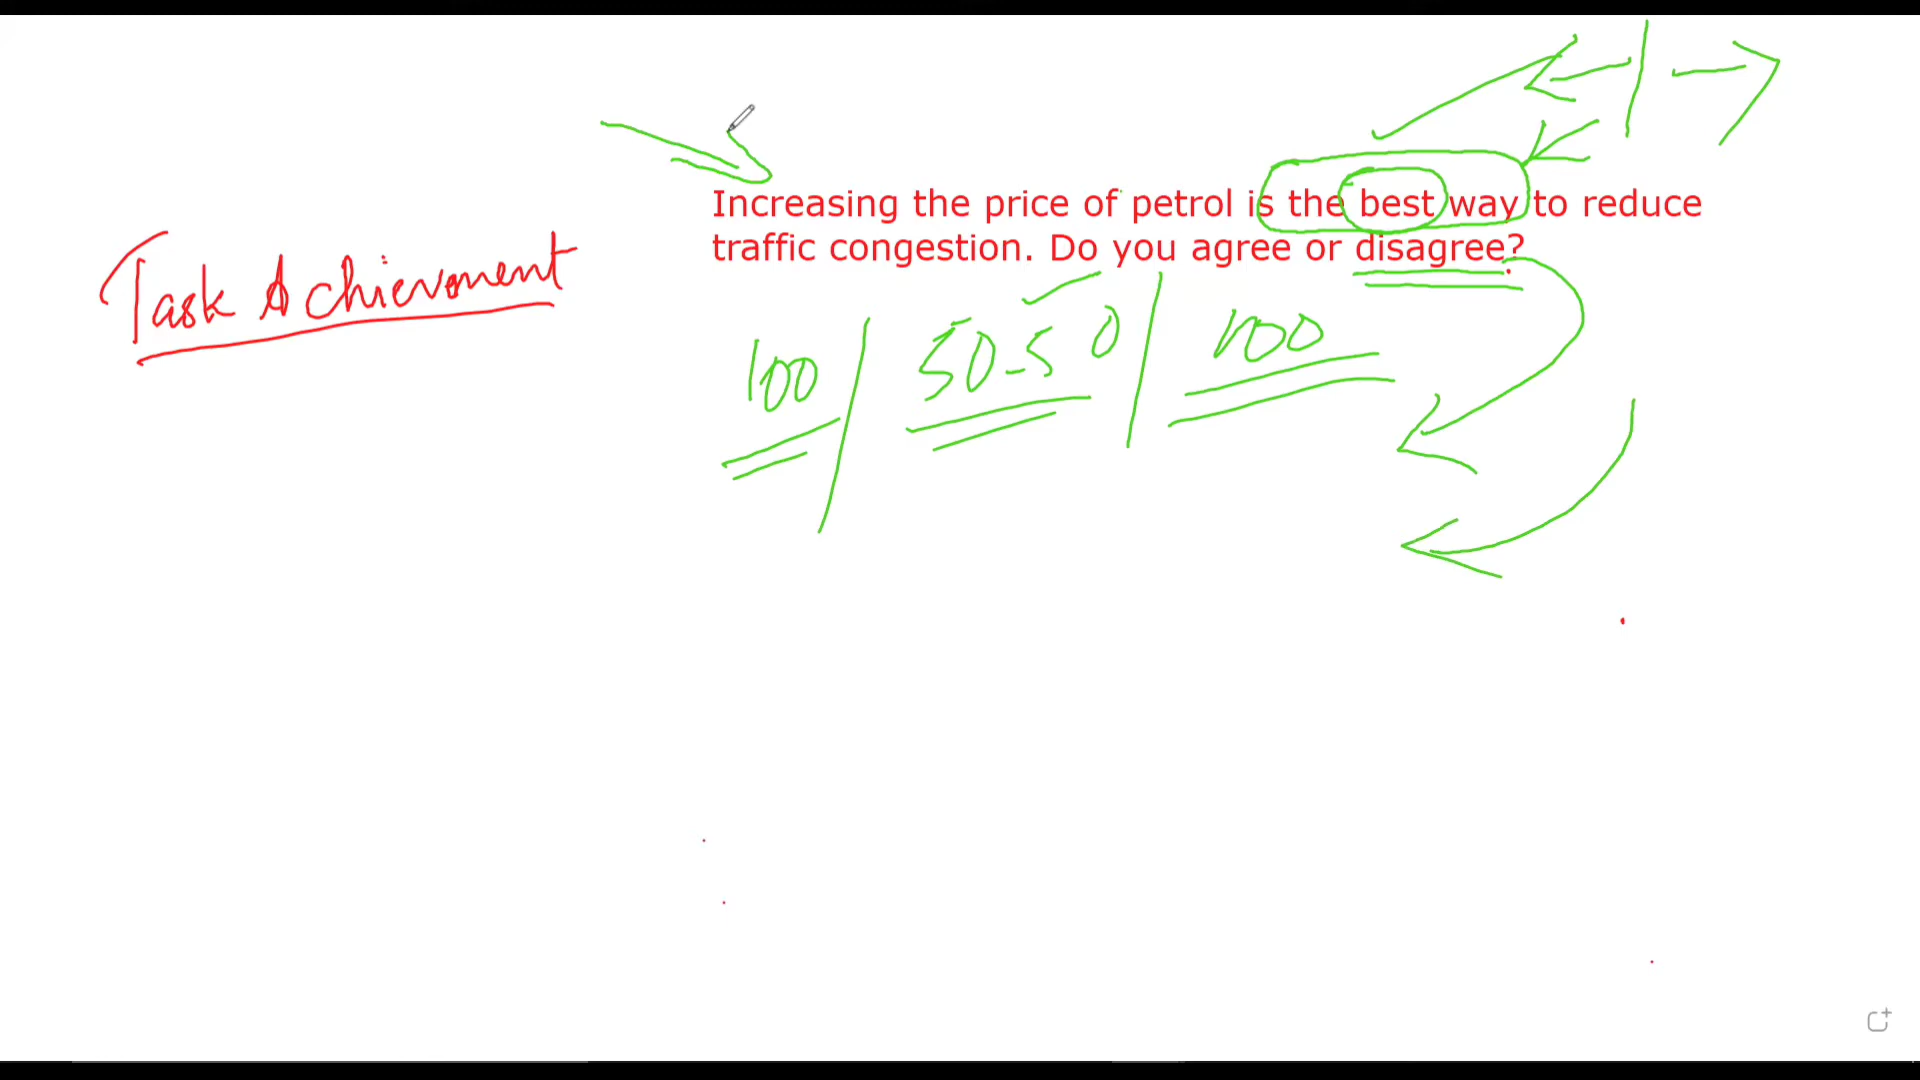 Increasing the price of petrol is the best way to reduce
traffic congestion. Do you agree or disagree?
Task Achievement
100 50-50 100